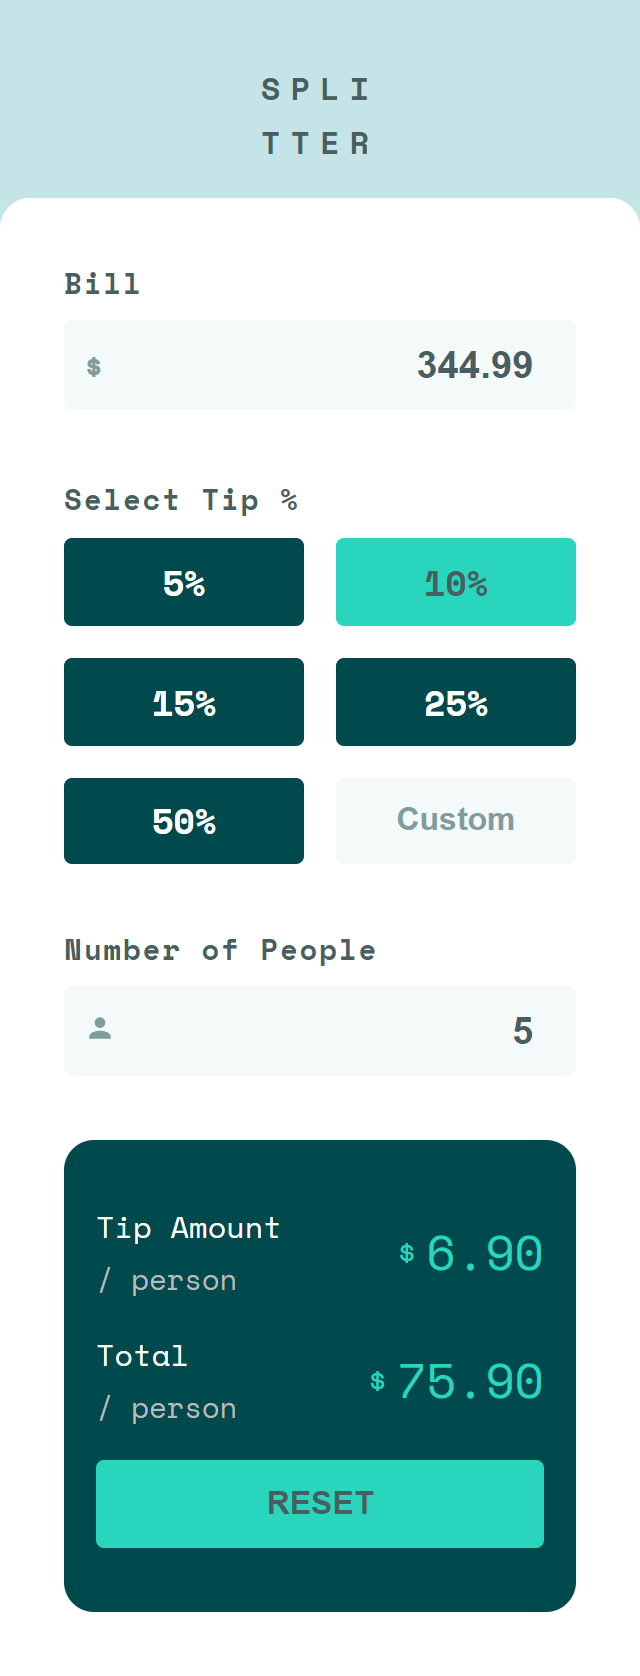 SPLI
TTER
Bill
$ 344.99
Select Tip %
5% 10%
15% 25%
50% Custom
Number of People
5
Tip Amount
/ person
$ 6.90
Total
/ person
$ 75.90
RESET